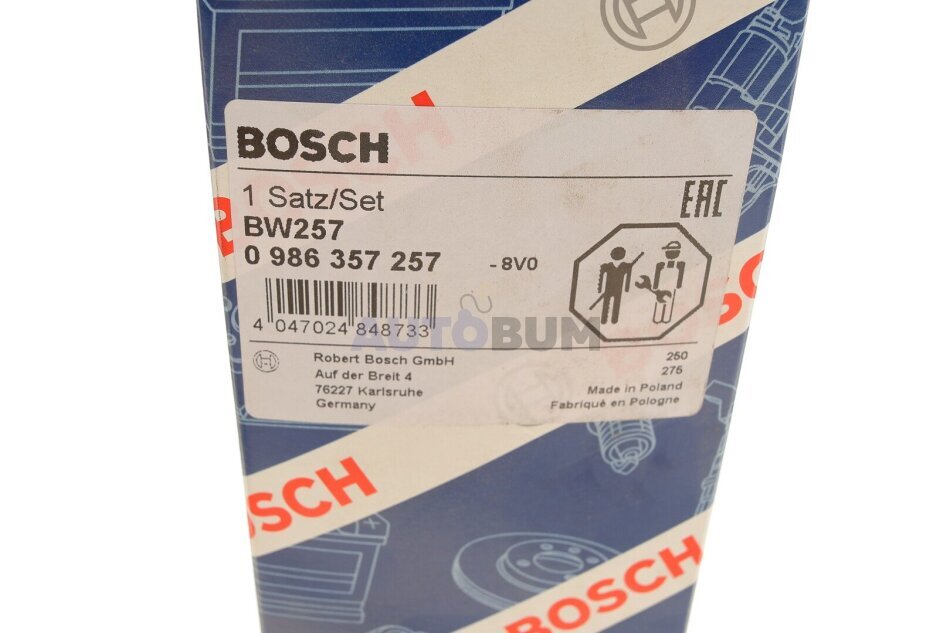 BOSCH
1 Satz/Set
EAC
BW257
0 986 357 257
- 8V0
4 047024 848733
AUTOBUM
Robert Bosch GmbH
Auf der Breit 4
76227 Karlsruhe
Germany
250
275
Made in Poland
Fabriqué en Pologne
BOSCH
BOSCH